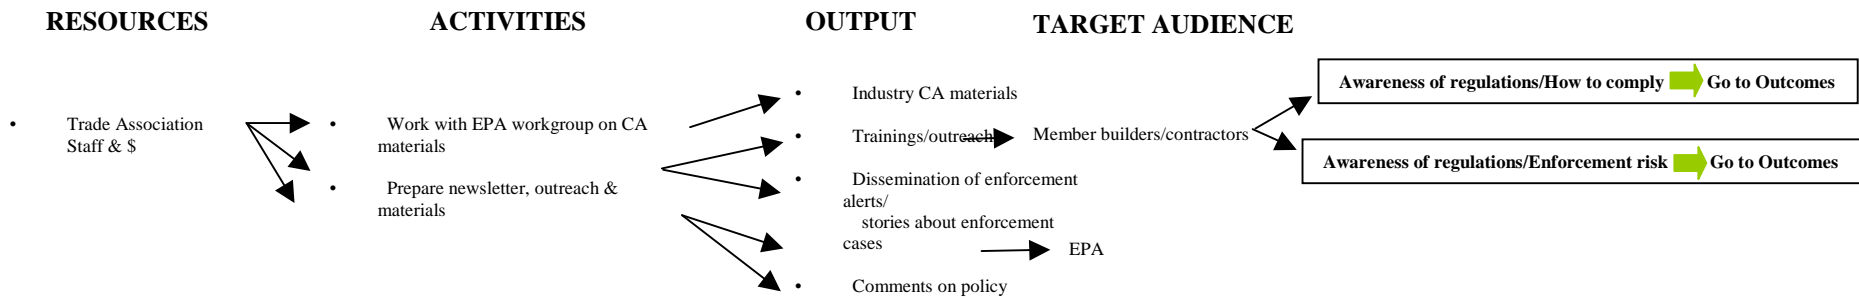 RESOURCES
ACTIVITIES
OUTPUT
TARGET AUDIENCE
• Trade Association
Staff & $
• Work with EPA workgroup on CA
materials
• Prepare newsletter, outreach &
materials
• Industry CA materials
• Trainings/outreach
• Dissemination of enforcement
alerts/
stories about enforcement
cases
• Comments on policy
Member builders/contractors
EPA
Awareness of regulations/How to comply Go to Outcomes
Awareness of regulations/Enforcement risk Go to Outcomes